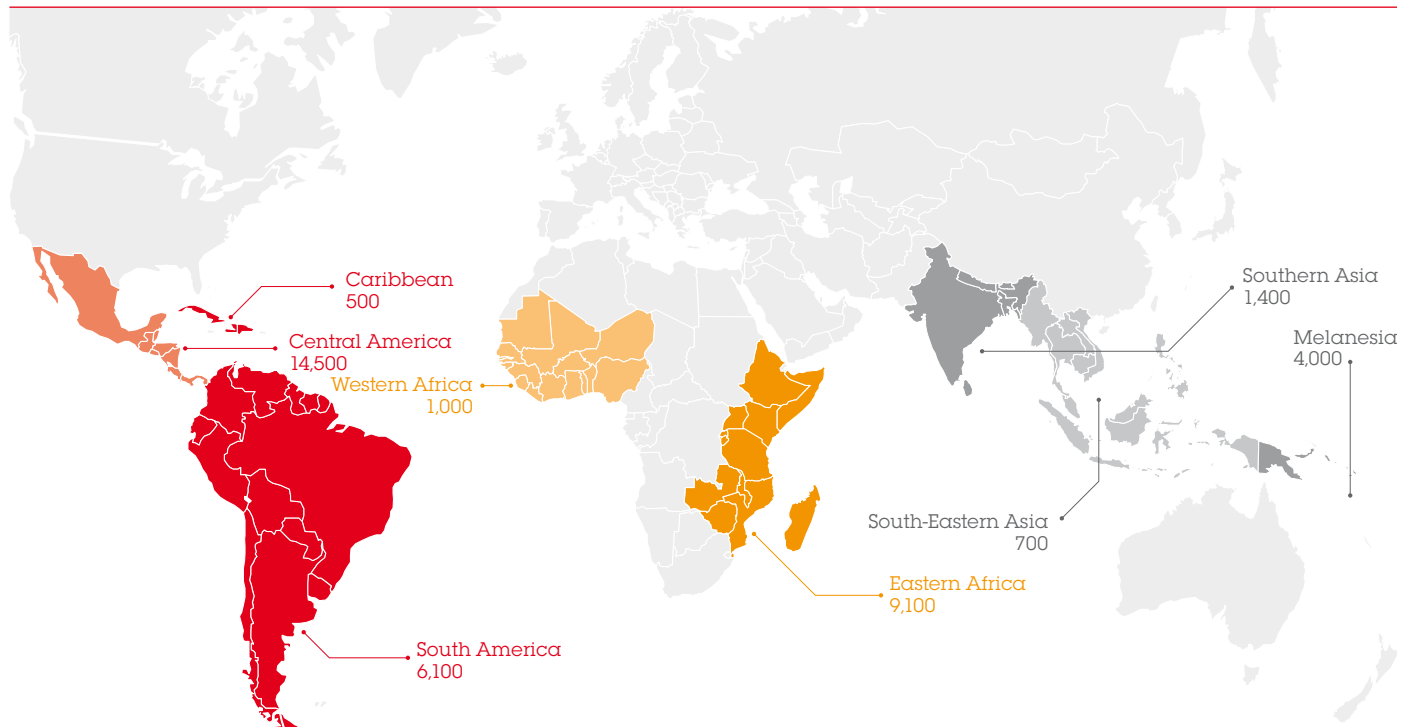 Caribbean
500
Central America
14,500
Western Africa
1,000
South America
6,100
Eastern Africa
9,100
Southern Asia
1,400
Melanesia
4,000
South-Eastern Asia
700